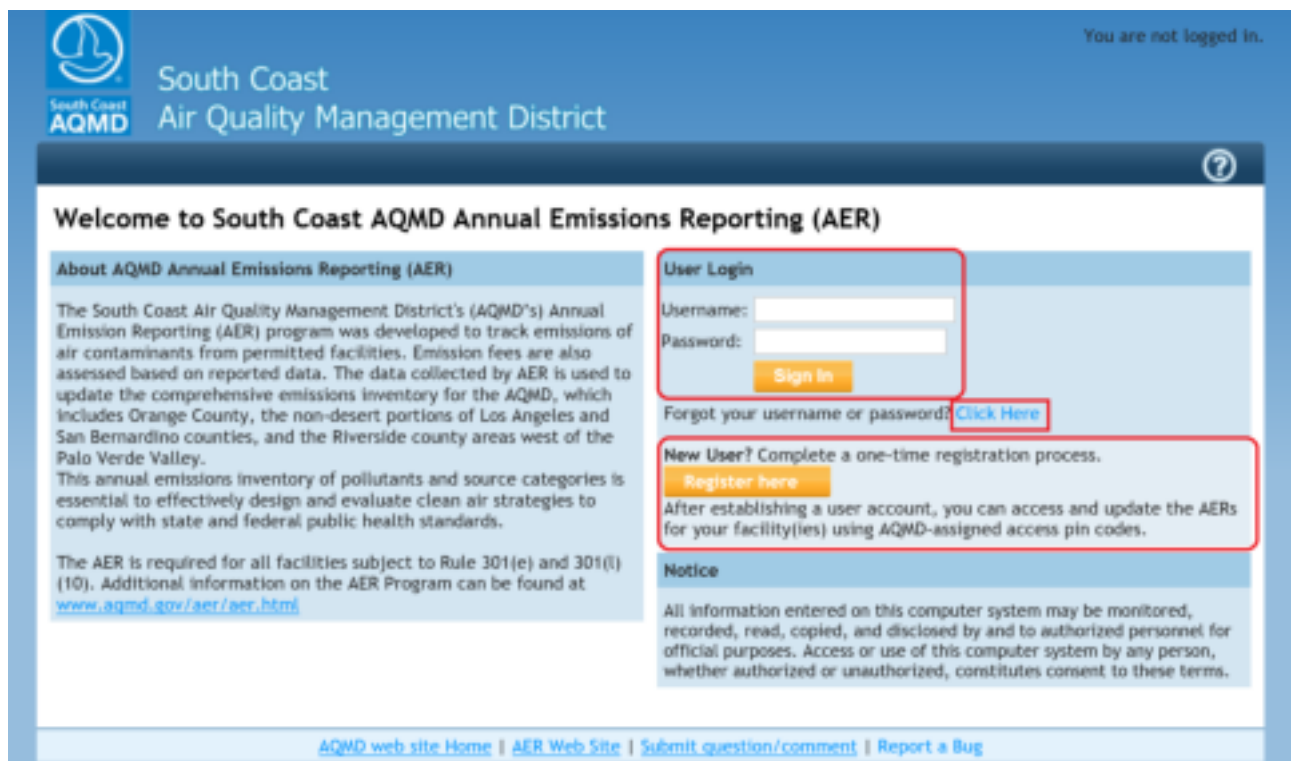 You are not logged in.
South Coast
Air Quality Management District
South Coast
AQMD
Welcome to South Coast AQMD Annual Emissions Reporting (AER)
About AQMD Annual Emissions Reporting (AER)
The South Coast Air Quality Management District's (AQMD"s) Annual
Emission Reporting (AER) program was developed to track emissions of
air contaminants from permitted facilities. Emission fees are also
assessed based on reported data. The data collected by AER is used to
update the comprehensive emissions inventory for the AQMD, which
includes Orange County, the non-desert portions of Los Angeles and
San Bernardino counties, and the Riverside county areas west of the
Palo Verde Valley.
This annual emissions inventory of pollutants and source categories is
essential to effectively design and evaluate clean air strategies to
comply with state and federal public health standards.
The AER is required for all facilities subject to Rule 301(e) and 301(l)
(10). Additional information on the AER Program can be found at
www.aqmd.gov/aer/aer.html
User Login
Username:
Password:
Sign In
Forgot your username or password? Click Here
New User? Complete a one-time registration process.
Register here
After establishing a user account, you can access and update the AERs
for your facility(ies) using AQMD-assigned access pin codes.
Notice
All information entered on this computer system may be monitored,
recorded, read, copied, and disclosed by and to authorized personnel for
official purposes. Access or use of this computer system by any person,
whether authorized or unauthorized, constitutes consent to these terms.
AQMD web site Home | AER Web Site | Submit question/comment | Report a Bug